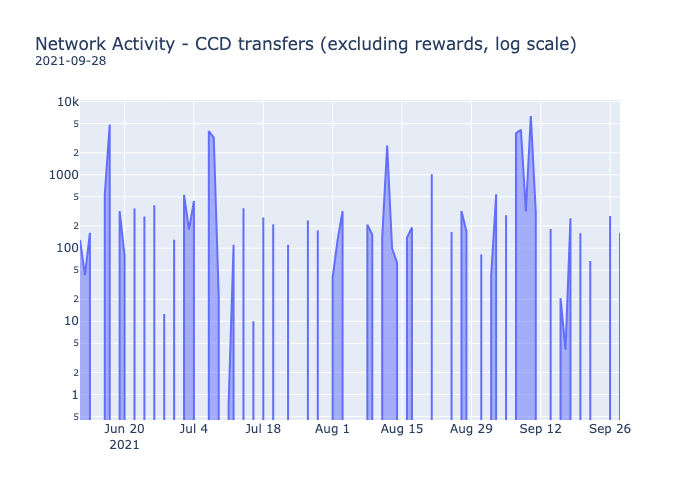 Network Activity - CCD transfers (excluding rewards, log scale)
2021-09-28
10k
5
2
1000
5
2
100
5
2
10
5
2
1
5
Jun 20
2021
Jul 4
Jul 18
Aug 1
Aug 15
Aug 29
Sep 12
Sep 26